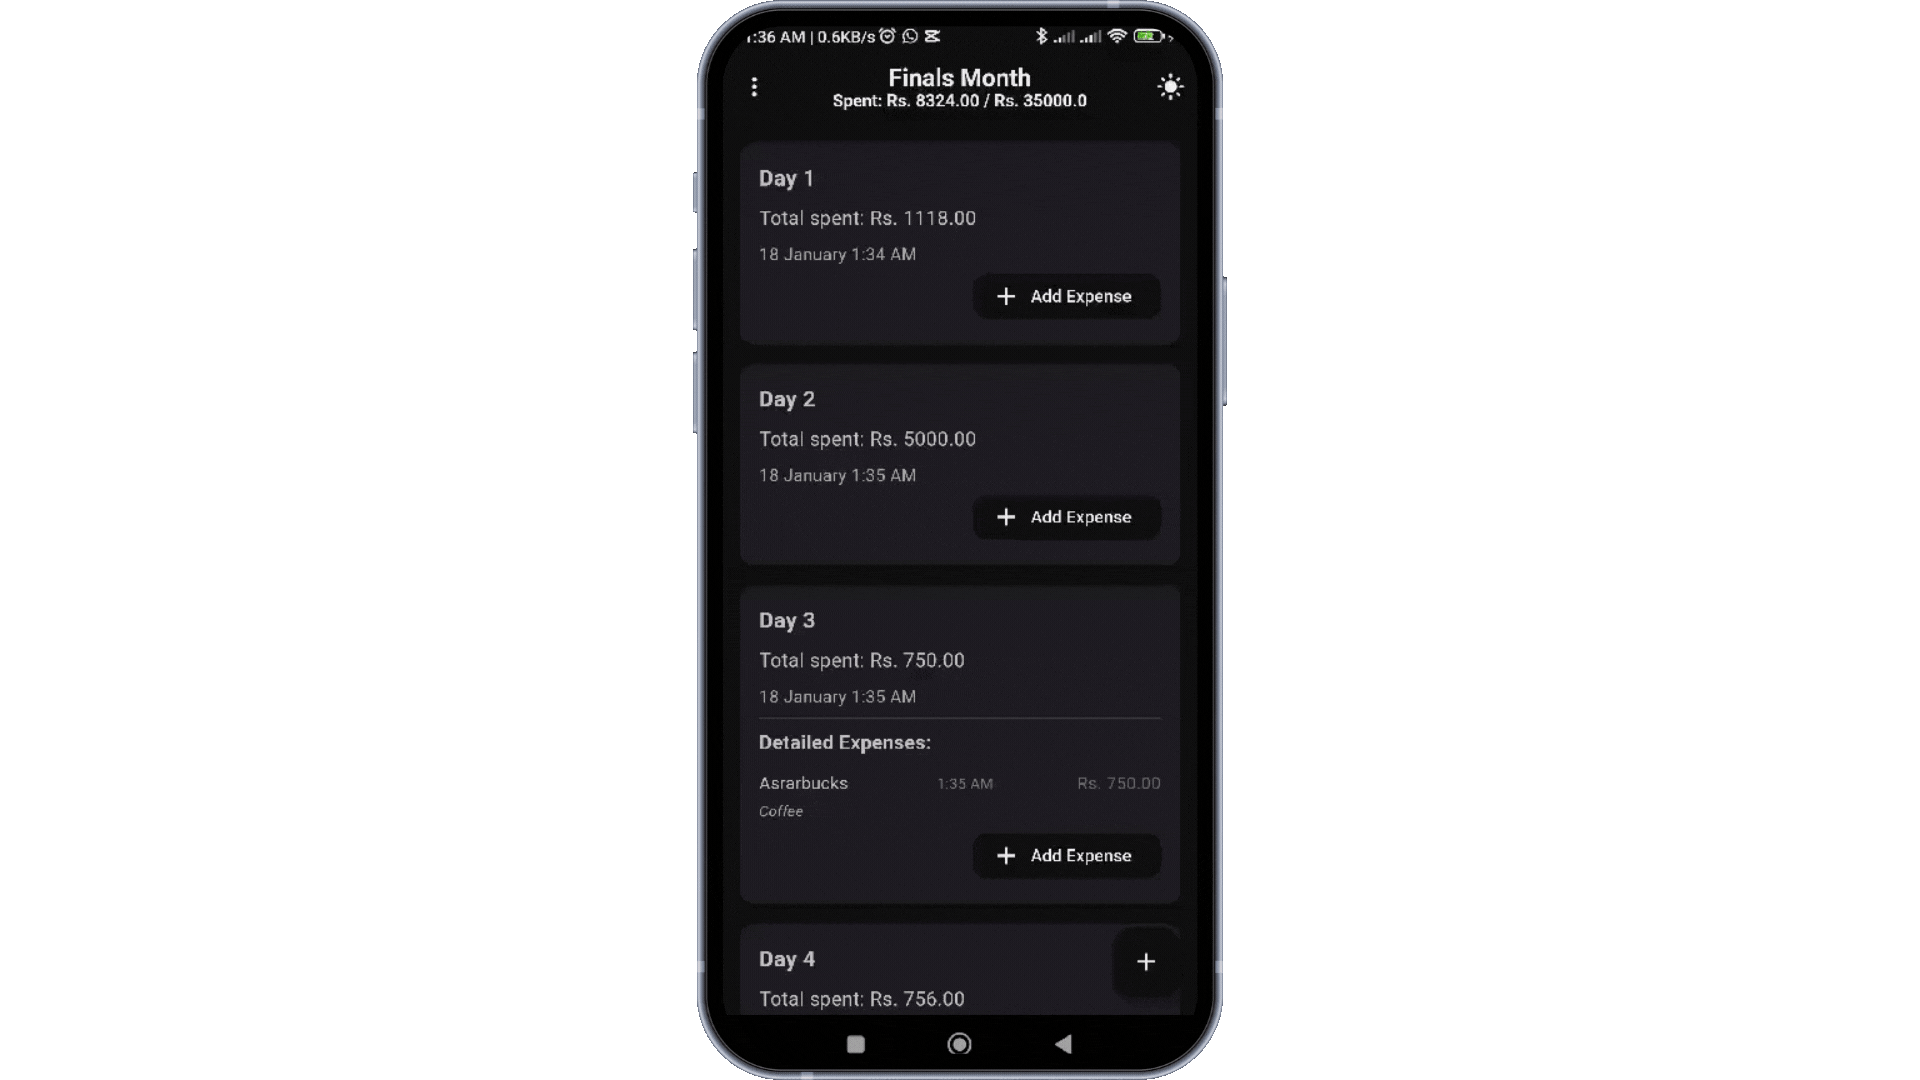 :36 AM | 0.6KB/s
Finals Month
Spent: Rs. 8324.00 / Rs. 35000.0
Day 1
Total spent: Rs. 1118.00
18 January 1:34 AM
+ Add Expense
Day 2
Total spent: Rs. 5000.00
18 January 1:35 AM
+ Add Expense
Day 3
Total spent: Rs. 750.00
18 January 1:35 AM
Detailed Expenses:
Asrarbucks 1:35 AM Rs. 750.00
Coffee
+ Add Expense
Day 4
+
Total spent: Rs. 756.00